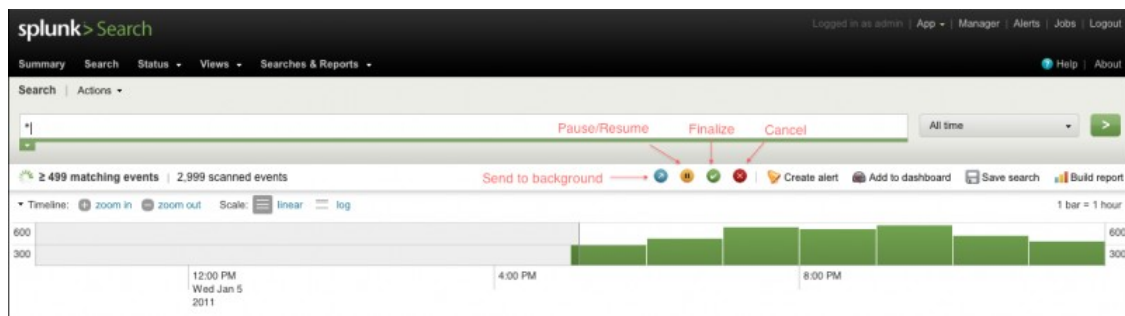 splunk> Search
Logged in as admin | App | Manager | Alerts | Jobs | Logout
Summary Search Status Views Searches & Reports
Help | About
Search | Actions
*|
Pause/Resume Finalize Cancel
All time
>
≥ 499 matching events | 2,999 scanned events
Send to background
Create alert Add to dashboard Save search Build report
Timeline: zoom in zoom out Scale: linear log
1 bar = 1 hour
600 600
300 300
12:00 PM 4:00 PM 8:00 PM
Wed Jan 5
2011